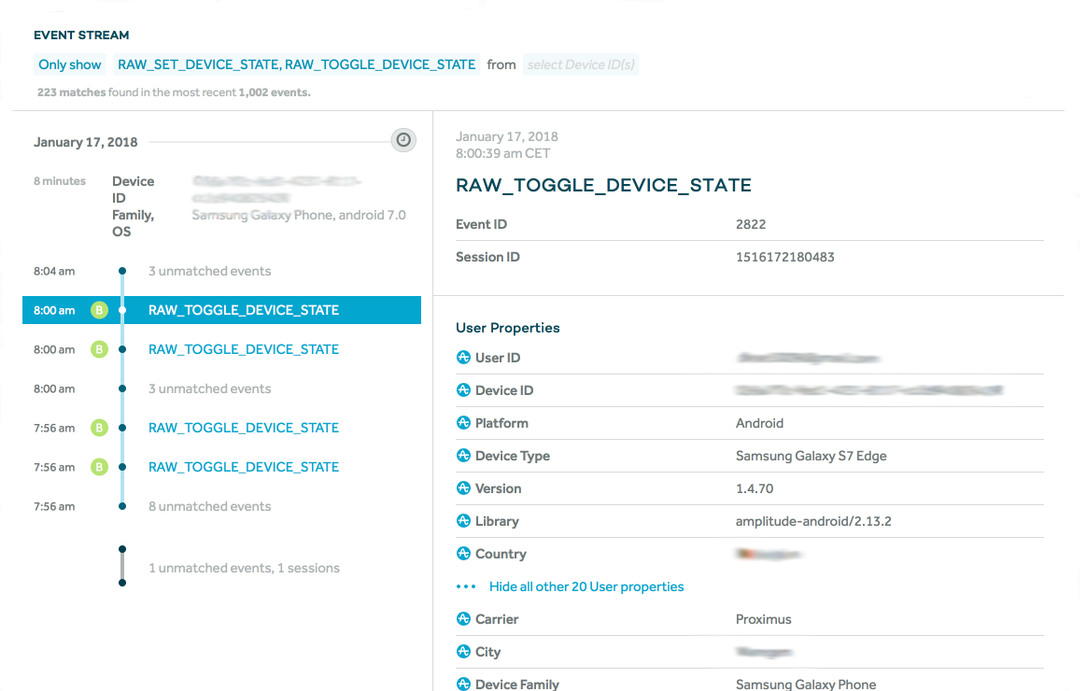 EVENT STREAM
Only show RAW_SET_DEVICE_STATE, RAW_TOGGLE_DEVICE_STATE from select Device ID(s)
223 matches found in the most recent 1,002 events.
January 17, 2018
8 minutes
Device
ID
Family, Samsung Galaxy Phone, android 7.0
OS
8:04 am 3 unmatched events
8:00 am B RAW_TOGGLE_DEVICE_STATE
8:00 am B RAW_TOGGLE_DEVICE_STATE
8:00 am 3 unmatched events
7:56 am B RAW_TOGGLE_DEVICE_STATE
7:56 am B RAW_TOGGLE_DEVICE_STATE
7:56 am 8 unmatched events
1 unmatched events, 1 sessions
January 17, 2018
8:00:39 am CET
RAW_TOGGLE_DEVICE_STATE
Event ID 2822
Session ID 1516172180483
User Properties
User ID
Device ID
Platform Android
Device Type Samsung Galaxy S7 Edge
Version 1.4.70
Library amplitude-android/2.13.2
Country
Hide all other 20 User properties
Carrier Proximus
City
Device Family Samsung Galaxy Phone